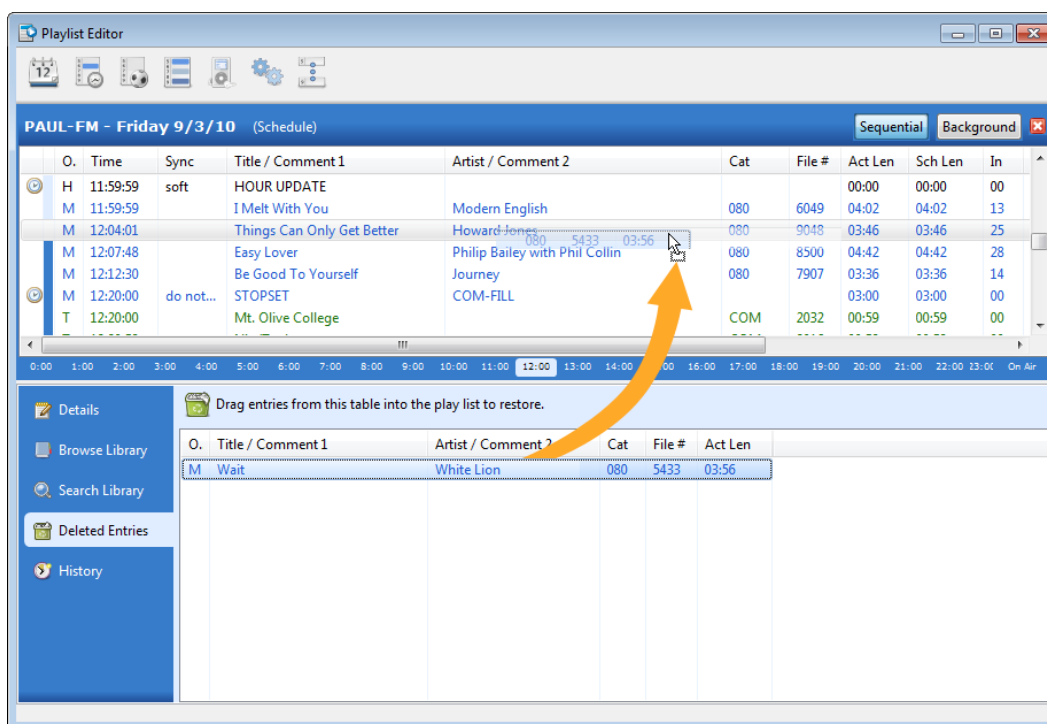 Playlist Editor
12
PAUL-FM - Friday 9/3/10 (Schedule) Sequential Background
O. Time Sync Title / Comment 1 Artist / Comment 2 Cat File # Act Len Sch Len In
H 11:59:59 soft HOUR UPDATE 00:00 00:00 00
M 11:59:59 I Melt With You Modern English 080 6049 04:02 04:02 13
M 12:04:01 Things Can Only Get Better Howard Jones 080 9048 03:46 03:46 25
080 5433 03:56
M 12:07:48 Easy Lover Philip Bailey with Phil Collin 080 8500 04:42 04:42 28
M 12:12:30 Be Good To Yourself Journey 080 7907 03:36 03:36 14
M 12:20:00 do not... STOPSET COM-FILL 03:00 03:00 00
T 12:20:00 Mt. Olive College COM 2032 00:59 00:59 00
0:00 1:00 2:00 3:00 4:00 5:00 6:00 7:00 8:00 9:00 10:00 11:00 12:00 13:00 14:00 16:00 17:00 18:00 19:00 20:00 21:00 22:00 23:0( On Air
Drag entries from this table into the play list to restore.
Details
Browse Library
Search Library
Deleted Entries
History
O. Title / Comment 1 Artist / Comment 2 Cat File # Act Len
M Wait White Lion 080 5433 03:56